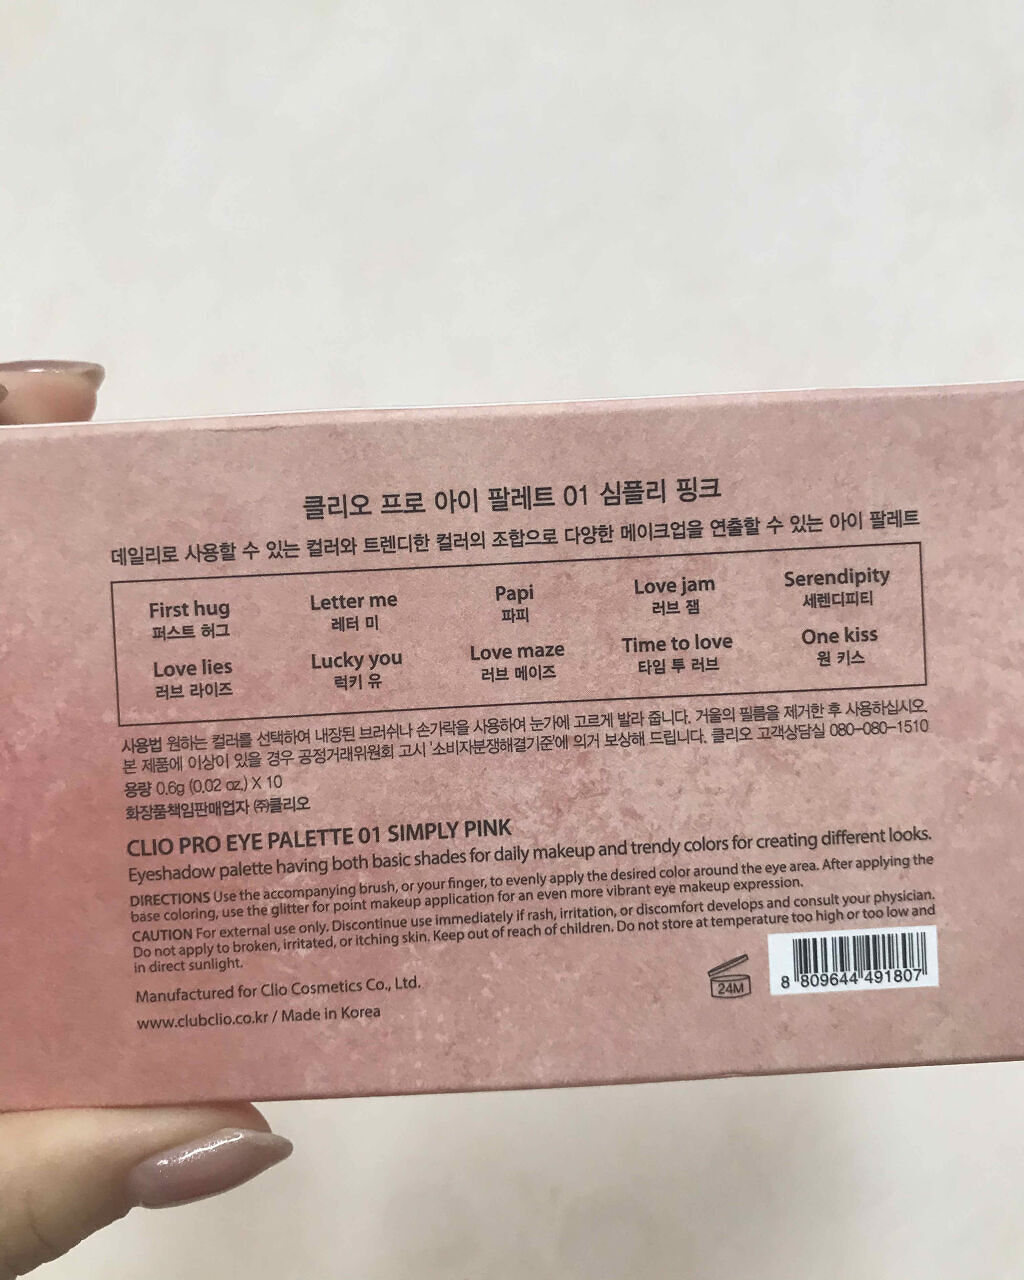 클리오 프로 아이 팔레트 01 심플리 핑크
데일리로 사용할 수 있는 컬러와 트렌디한 컬러의 조합으로 다양한 메이크업을 연출할 수 있는 아이 팔레트
First hug Letter me Papi Love jam Serendipity
퍼스트 허그 레터 미 파피 러브 잼 세렌디피티
Love lies Lucky you Love maze Time to love One kiss
러브 라이즈 럭키 유 러브 메이즈 타임 투 러브 원 키스
사용법 원하는 컬러를 선택하여 내장된 브러쉬나 손가락을 사용하여 눈가에 고르게 발라 줍니다. 거울의 필름을 제거한 후 사용하십시오.
본 제품에 이상이 있을 경우 공정거래위원회 고시 '소비자분쟁해결기준'에 의거 보상해 드립니다. 클리오 고객상담실 080-080-1510
용량 0.6g (0.02 oz.) X 10
화장품책임판매업자 ㈜클리오
CLIO PRO EYE PALETTE 01 SIMPLY PINK
Eyeshadow palette having both basic shades for daily makeup and trendy colors for creating different looks.
DIRECTIONS Use the accompanying brush, or your finger, to evenly apply the desired color around the eye area. After applying the
base coloring, use the glitter for point makeup application for an even more vibrant eye makeup expression.
CAUTION For external use only. Discontinue use immediately if rash, irritation, or discomfort develops and consult your physician.
Do not apply to broken, irritated, or itching skin. Keep out of reach of children. Do not store at temperature too high or too low and
in direct sunlight.
Manufactured for Clio Cosmetics Co., Ltd.
www.clubclio.co.kr / Made in Korea
24M
8 809644 491807